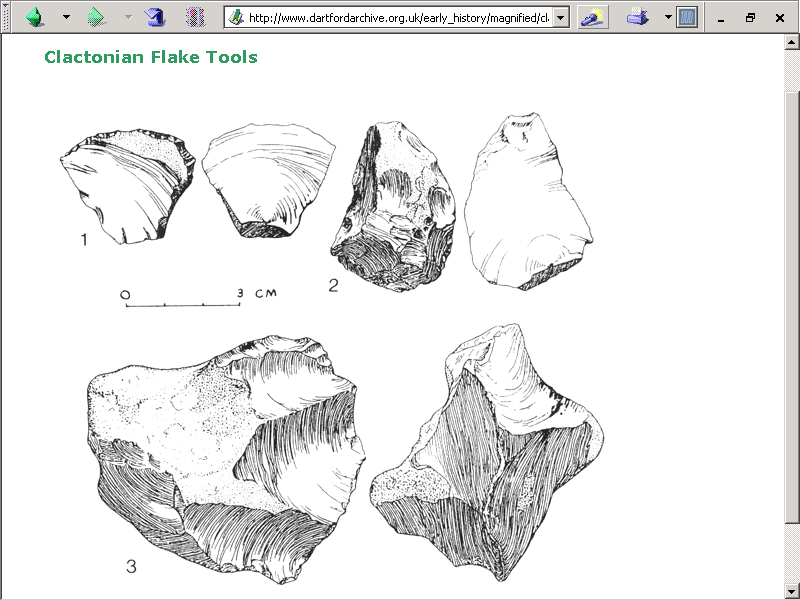 http://www.dartfordarchive.org.uk/early_history/magnified/cl
Clactonian Flake Tools
1
2
0 3 CM
3